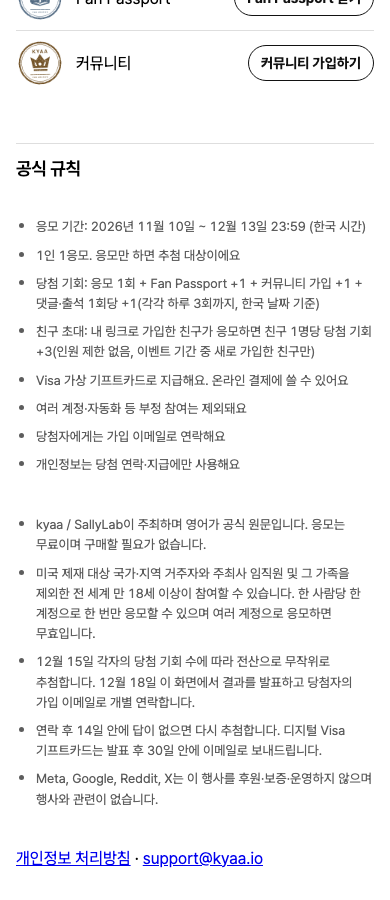 Fan Passport
KYAA
커뮤니티
커뮤니티 가입하기
공식 규칙
응모 기간: 2026년 11월 10일 ~ 12월 13일 23:59 (한국 시간)
1인 1응모. 응모만 하면 추첨 대상이에요
당첨 기회: 응모 1회 + Fan Passport +1 + 커뮤니티 가입 +1 +
댓글·출석 1회당 +1(각각 하루 3회까지, 한국 날짜 기준)
친구 초대: 내 링크로 가입한 친구가 응모하면 친구 1명당 당첨 기회
+3(인원 제한 없음, 이벤트 기간 중 새로 가입한 친구만)
Visa 가상 기프트카드로 지급해요. 온라인 결제에 쓸 수 있어요
여러 계정·자동화 등 부정 참여는 제외돼요
당첨자에게는 가입 이메일로 연락해요
개인정보는 당첨 연락·지급에만 사용해요
kyaa / SallyLab이 주최하며 영어가 공식 원문입니다. 응모는
무료이며 구매할 필요가 없습니다.
미국 제재 대상 국가·지역 거주자와 주최사 임직원 및 그 가족을
제외한 전 세계 만 18세 이상이 참여할 수 있습니다. 한 사람당 한
계정으로 한 번만 응모할 수 있으며 여러 계정으로 응모하면
무효입니다.
12월 15일 각자의 당첨 기회 수에 따라 전산으로 무작위로
추첨합니다. 12월 18일 이 화면에서 결과를 발표하고 당첨자의
가입 이메일로 개별 연락합니다.
연락 후 14일 안에 답이 없으면 다시 추첨합니다. 디지털 Visa
기프트카드는 발표 후 30일 안에 이메일로 보내드립니다.
Meta, Google, Reddit, X는 이 행사를 후원·보증·운영하지 않으며
행사와 관련이 없습니다.
개인정보 처리방침 · support@kyaa.io